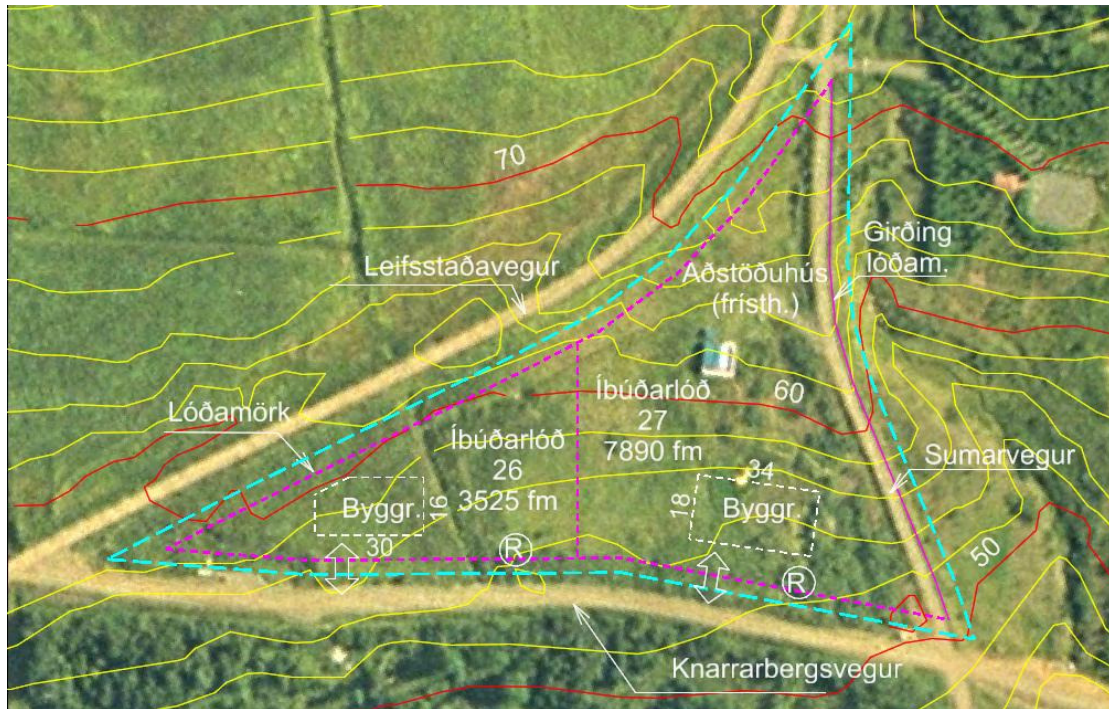 70
Leifsstaðavegur
Girðing
lóðam.
Aðstöðuhús
(frísth.)
Lóðamörk
Íbúðarlóð
26
3525 fm
Íbúðarlóð
27
7890 fm
60
Sumarvegur
Byggr.
16
30
R
34
18
Byggr.
R
50
Knarrarbergsvegur